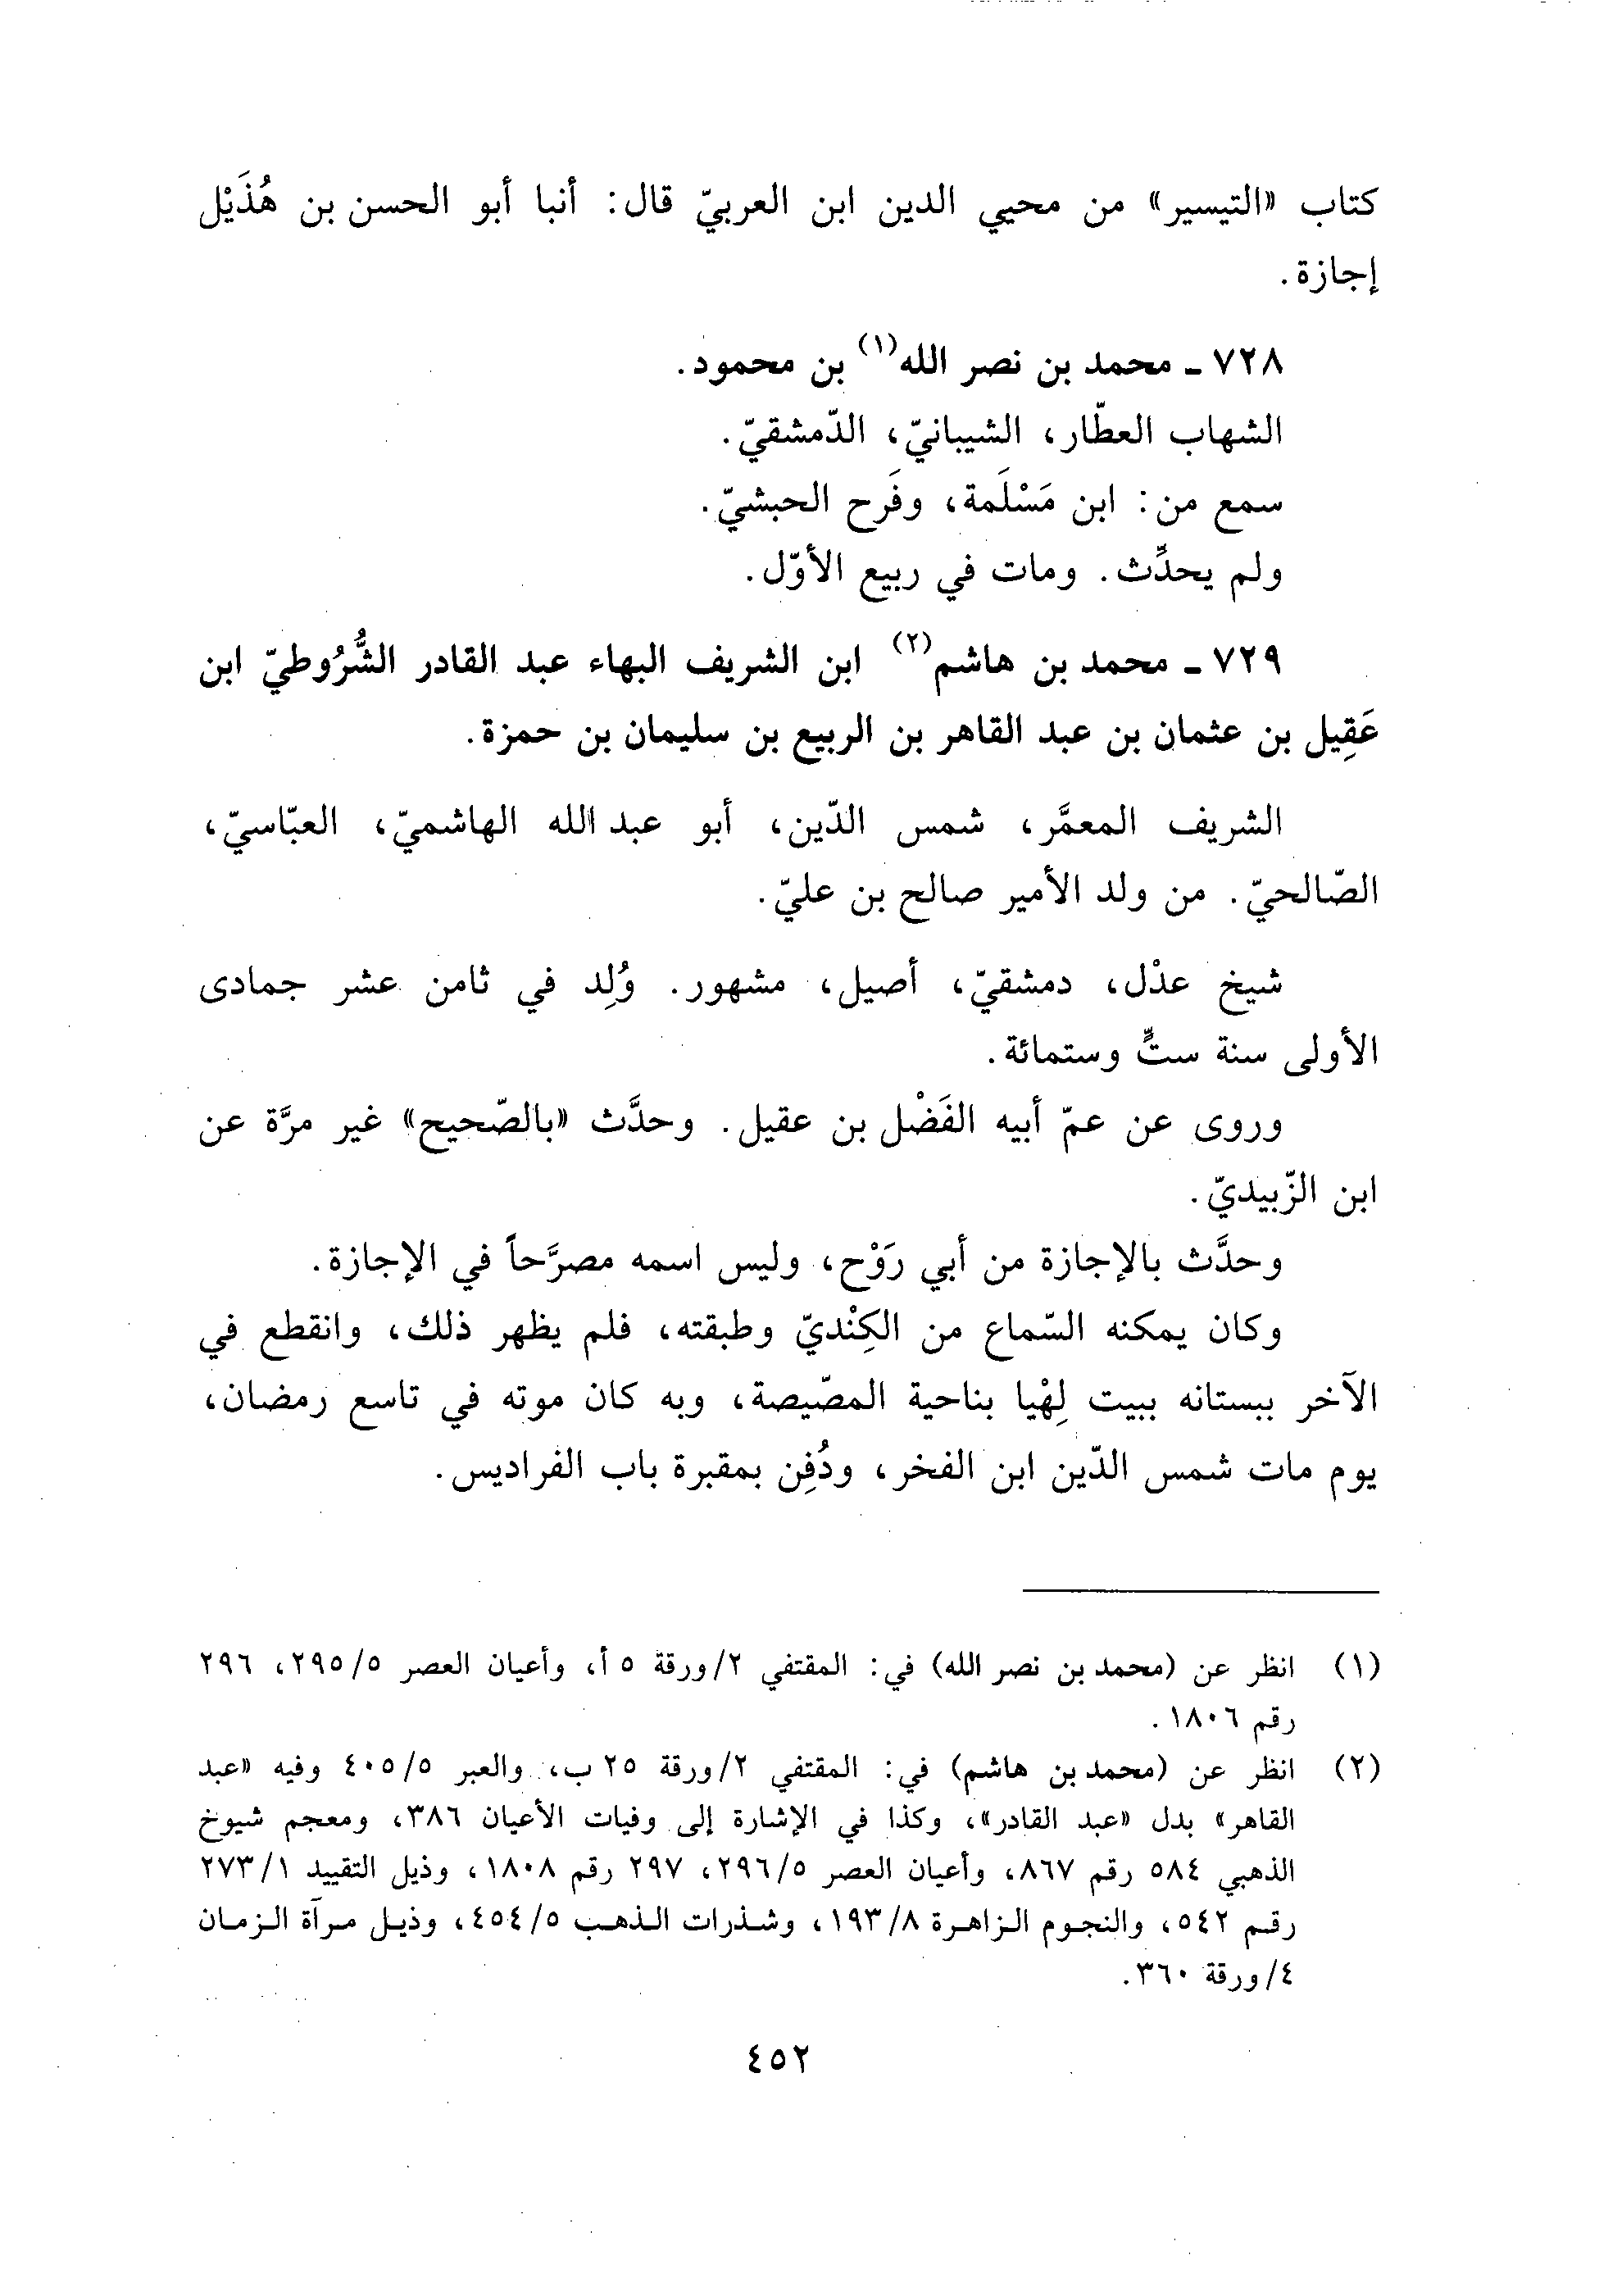 كتاب «التيسير» من محيي الدين ابن العربيّ قال: أنبا أبو الحسن بن هُذَيْل
إجازة.
٧٢٨ ـ محمد بن نصر الله(١) بن محمود.
الشهاب العطّار، الشيبانيّ، الدّمشقيّ.
سمع من: ابن مَسْلَمة، وفَرح الحبشيّ.
ولم يحدِّث. ومات في ربيع الأوّل.
٧٢٩ ـ محمد بن هاشم(٢) ابن الشريف البهاء عبد القادر الشُّرُوطيّ ابن
عَقِيل بن عثمان بن عبد القاهر بن الربيع بن سليمان بن حمزة.
الشريف المعمَّر، شمس الدّين، أبو عبد الله الهاشميّ، العبّاسيّ،
الصّالحيّ. من ولد الأمير صالح بن عليّ.
شيخ عدْل، دمشقيّ، أصيل، مشهور. وُلِد في ثامن عشر جمادى
الأولى سنة ستٍّ وستمائة.
وروى عن عمّ أبيه الفَضْل بن عقيل. وحدَّث «بالصّحيح» غير مرَّة عن
ابن الزّبيديّ.
وحدَّث بالإجازة من أبي رَوْح، وليس اسمه مصرَّحاً في الإجازة.
وكان يمكنه السّماع من الكِنْديّ وطبقته، فلم يظهر ذلك، وانقطع في
الآخر ببستانه ببيت لِهْيا بناحية المصّيصة، وبه كان موته في تاسع رمضان،
يوم مات شمس الدّين ابن الفخر، ودُفِن بمقبرة باب الفراديس.
(١) انظر عن (محمد بن نصر الله) في: المقتفي ٢/ورقة ٥ أ، وأعيان العصر ٢٩٥/٥، ٢٩٦
رقم ١٨٠٦.
(٢) انظر عن (محمد بن هاشم) في: المقتفي ٢/ورقة ٢٥ ب، والعبر ٤٠٥/٥ وفيه «عبد
القاهر» بدل «عبد القادر»، وكذا في الإشارة إلى وفيات الأعيان ٣٨٦، ومعجم شيوخ
الذهبي ٥٨٤ رقم ٨٦٧، وأعيان العصر ٢٩٦/٥، ٢٩٧ رقم ١٨٠٨، وذيل التقييد ٢٧٣/١
رقم ٥٤٢، والنجوم الزاهرة ١٩٣/٨، وشذرات الذهب ٤٥٤/٥، وذيل مرآة الزمان
٤/ورقة ٣٦٠.
٤٥٢